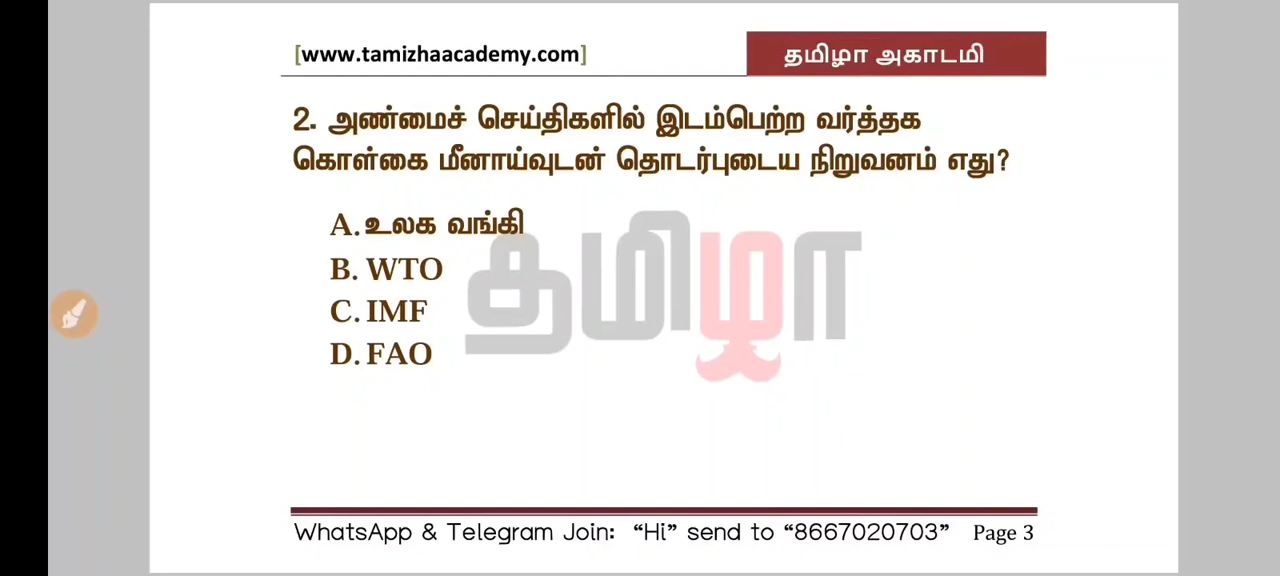 [www.tamizhaacademy.com]
தமிழா அகாடமி
2. அண்மைச் செய்திகளில் இடம்பெற்ற வர்த்தக
கொள்கை மீனாய்வுடன் தொடர்புடைய நிறுவனம் எது?
A. உலக வங்கி
B. WTO
C. IMF
D. FAO
தமிழா
WhatsApp & Telegram Join: “Hi” send to “8667020703” Page 3